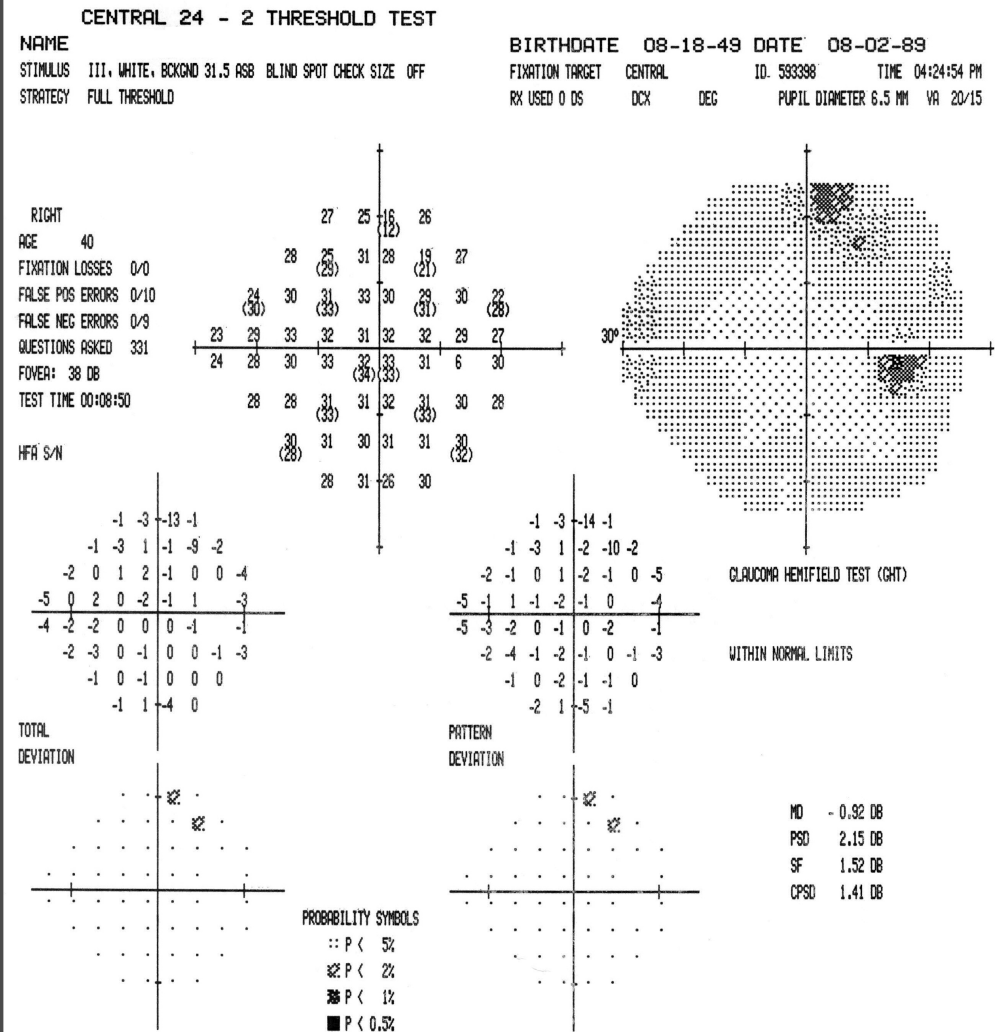 CENTRAL 24 - 2 THRESHOLD TEST
NAME
BIRTHDATE 08-18-49 DATE 08-02-89
STIMULUS III, WHITE, BCKGND 31.5 ASB BLIND SPOT CHECK SIZE OFF
FIXATION TARGET CENTRAL ID 593398 TIME 04:24:54 PM
STRATEGY FULL THRESHOLD
RX USED 0 DS DCX DEG PUPIL DIAMETER 6.5 MM VA 20/15
RIGHT
AGE 40
FIXATION LOSSES 0/0
FALSE POS ERRORS 0/10
FALSE NEG ERRORS 0/9
QUESTIONS ASKED 331
FOVEA: 38 DB
TEST TIME 00:08:50
HFA S/N
27 25 16 26
(12)
28 25 31 28 19 27
(29) (21)
24 30 31 33 30 29 30 22
(30) (33) (31) (28)
23 29 33 32 31 32 32 29 27
24 28 30 33 32 33 31 6 30
(34) (33)
28 28 31 31 32 31 30 28
(33) (33)
30 31 30 31 31 30
(28) (32)
28 31 26 30
30°
-1 -3 -13 -1
-1 -3 1 -1 -9 -2
-2 0 1 2 -1 0 0 -4
-5 0 2 0 -2 -1 1 -3
-4 -2 -2 0 0 0 -1 -1
-2 -3 0 -1 0 0 -1 -3
-1 0 -1 0 0 0
-1 1 -4 0
TOTAL
DEVIATION
-1 -3 -14 -1
-1 -3 1 -2 -10 -2
-2 -1 0 1 -2 -1 0 -5
-5 -1 1 -1 -2 -1 0 -4
-5 -3 -2 0 -1 0 -2 -1
-2 -4 -1 -2 -1 0 -1 -3
-1 0 -2 -1 -1 0
-2 1 -5 -1
PATTERN
DEVIATION
GLAUCOMA HEMIFIELD TEST (GHT)
WITHIN NORMAL LIMITS
MD - 0.92 DB
PSD 2.15 DB
SF 1.52 DB
CPSD 1.41 DB
PROBABILITY SYMBOLS
P < 5%
P < 2%
P < 1%
P < 0.5%